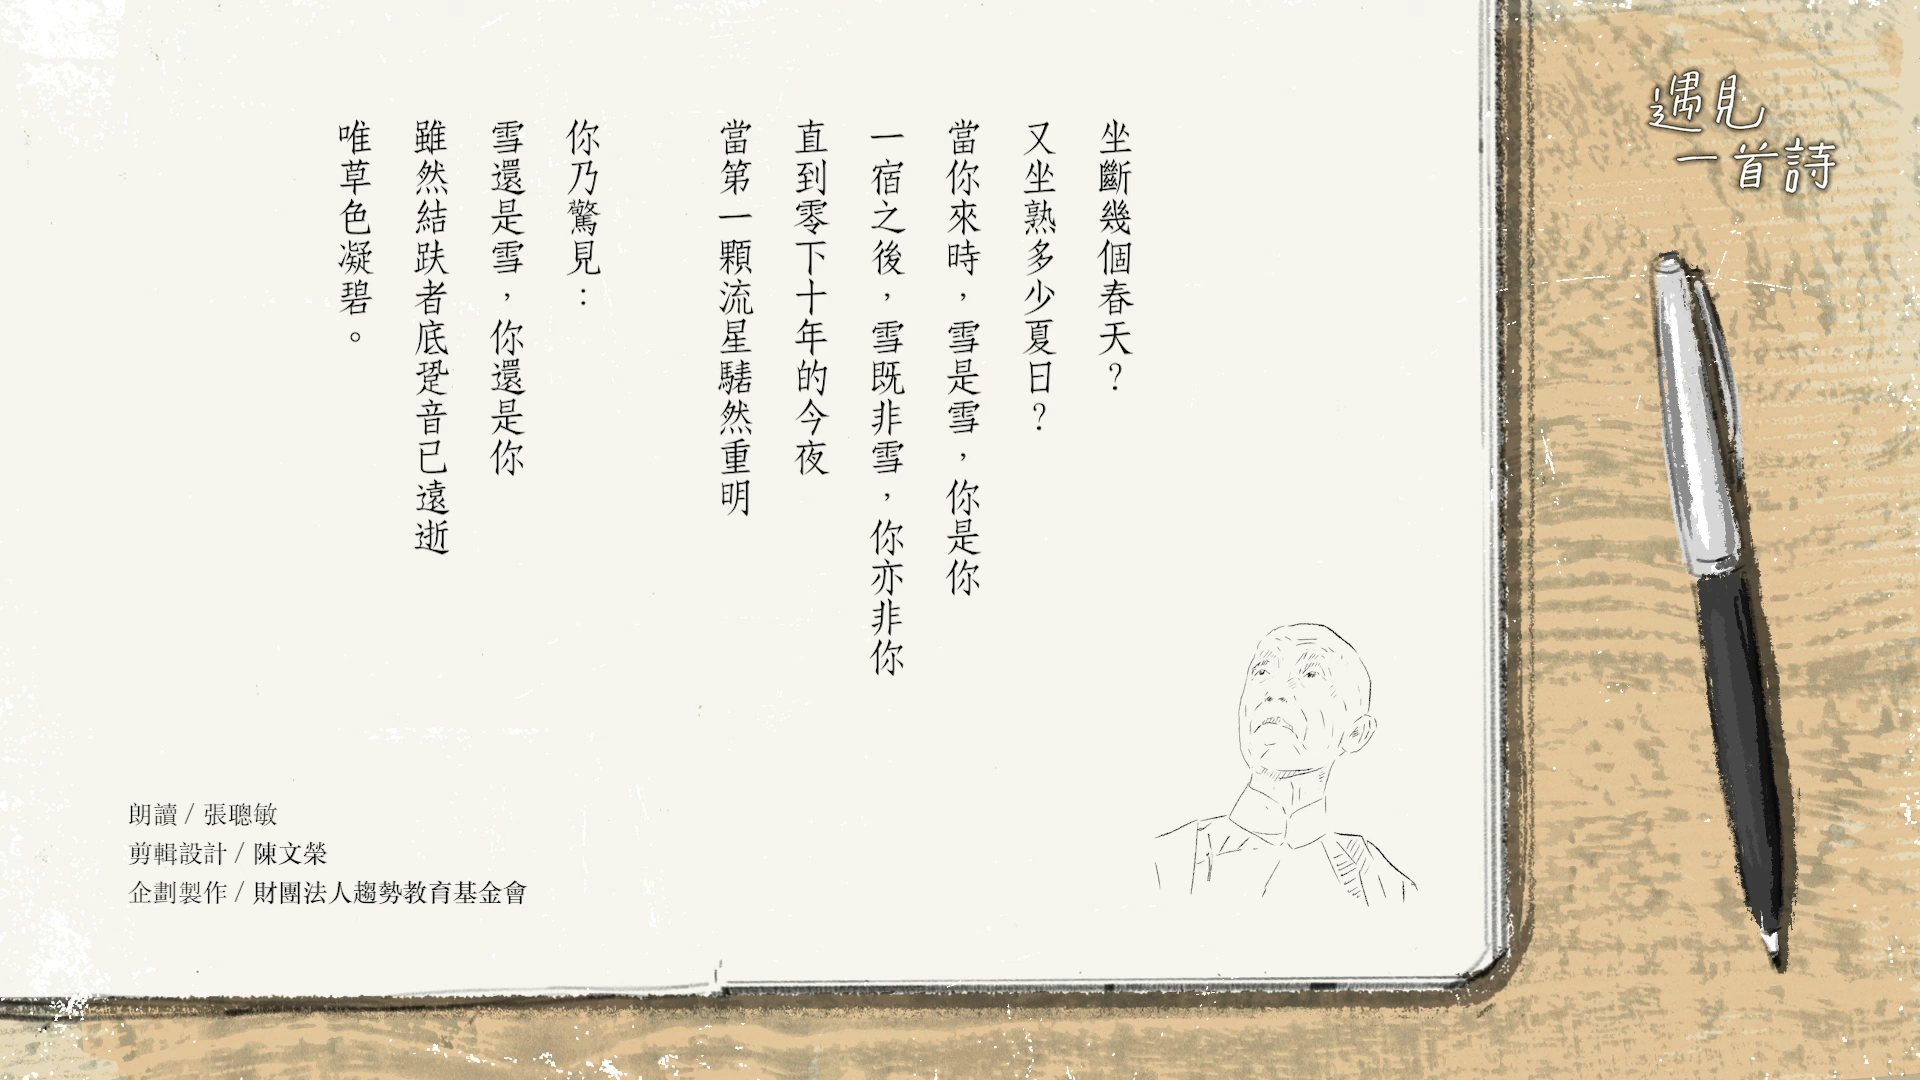 遇見
一首詩
坐斷幾個春天？
又坐熟多少夏日？
當你來時，雪是雪，你是你
一宿之後，雪既非雪，你亦非你
直到零下十年的今夜
當第一顆流星騞然重明
你乃驚見：
雪還是雪，你還是你
雖然結趺者底跫音已遠逝
唯草色凝碧。
朗讀 / 張聰敏
剪輯設計 / 陳文榮
企劃製作 / 財團法人趨勢教育基金會